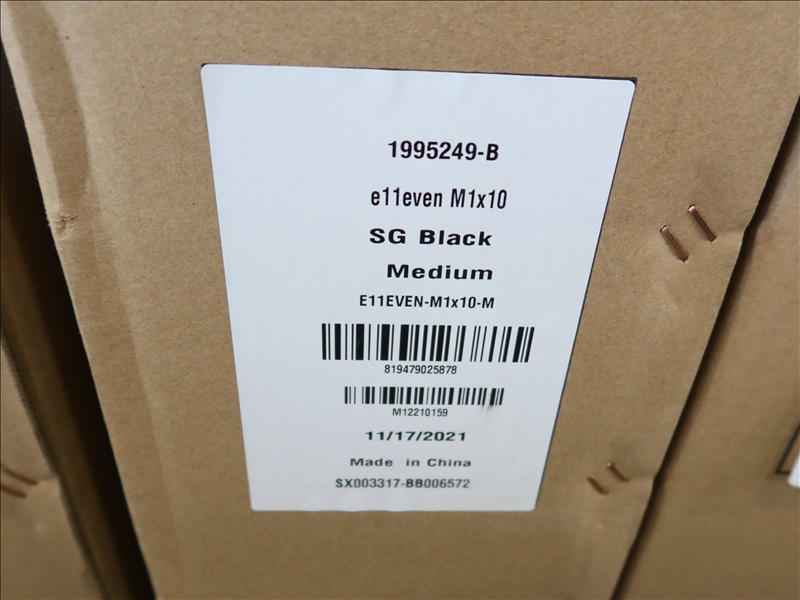 1995249-B
e11even M1x10
SG Black
Medium
E11EVEN-M1x10-M
819479025878
M12210159
11/17/2021
Made in China
SX003317-BB006572